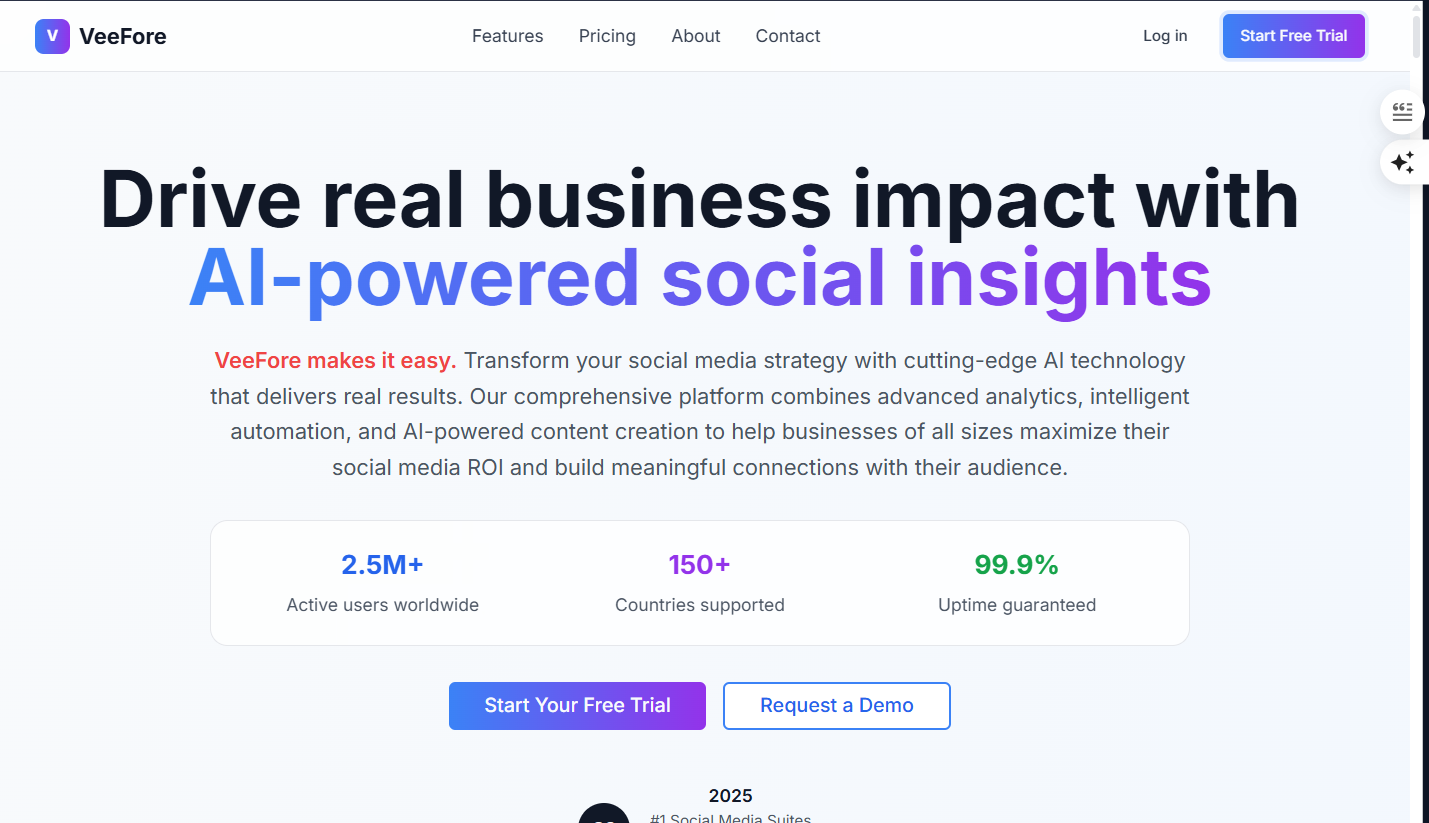 V VeeFore
Features Pricing About Contact
Log in
Start Free Trial
Drive real business impact with
AI-powered social insights
VeeFore makes it easy. Transform your social media strategy with cutting-edge AI technology
that delivers real results. Our comprehensive platform combines advanced analytics, intelligent
automation, and AI-powered content creation to help businesses of all sizes maximize their
social media ROI and build meaningful connections with their audience.
2.5M+
Active users worldwide
150+
Countries supported
99.9%
Uptime guaranteed
Start Your Free Trial
Request a Demo
2025
#1 Social Media Suites